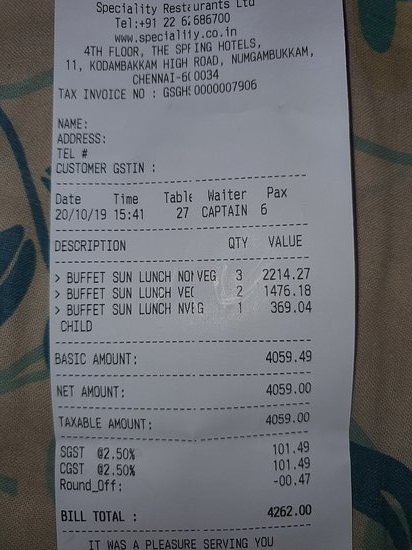 Speciality Restaurants Ltd
Tel:+91 22 62686700
www.speciality.co.in
4TH FLOOR, THE SPRING HOTELS,
11, KODAMBAKKAM HIGH ROAD, NUMGAMBUKKAM,
CHENNAI-600034
TAX INVOICE NO : GSGHS0000007906
NAME:
ADDRESS:
TEL #
CUSTOMER GSTIN :
Date Time Table Waiter Pax
20/10/19 15:41 27 CAPTAIN 6
DESCRIPTION QTY VALUE
> BUFFET SUN LUNCH NONVEG 3 2214.27
> BUFFET SUN LUNCH VEG 2 1476.18
> BUFFET SUN LUNCH NVEG 1 369.04
CHILD
BASIC AMOUNT: 4059.49
NET AMOUNT: 4059.00
TAXABLE AMOUNT: 4059.00
SGST @2.50% 101.49
CGST @2.50% 101.49
Round_Off: -00.47
BILL TOTAL : 4262.00
IT WAS A PLEASURE SERVING YOU